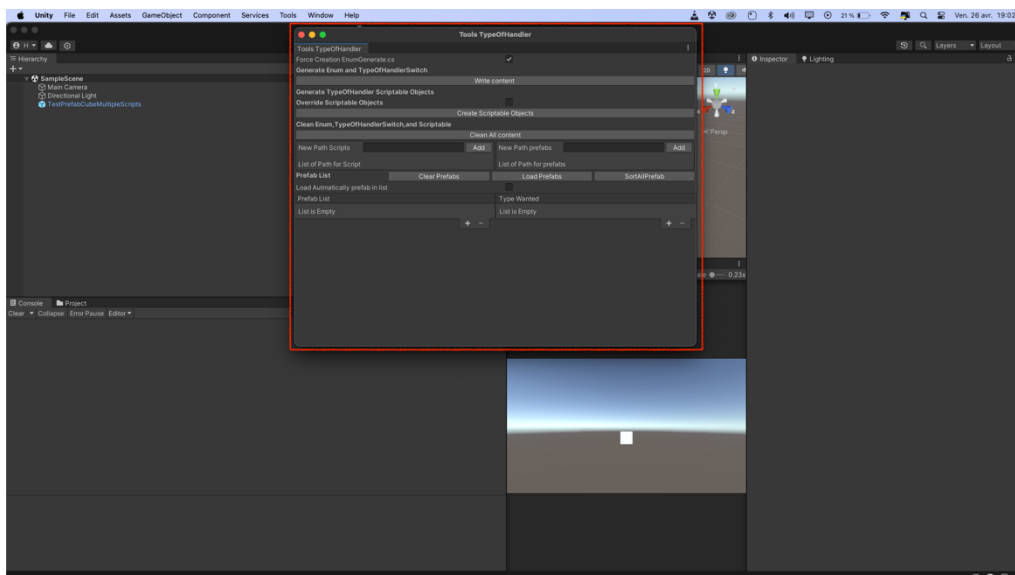 Unity File Edit Assets GameObject Component Services Tools Window Help 21% Ven. 26 avr. 19:02
Tools TypeOfHandler
H Layers Layout
Tools TypeOfHandler
Hierarchy
Inspector Lighting
Force Creation EnumGenerate.cs
Generate Enum and TypeOfHandlerSwitch
2D
SampleScene
Write content
Main Camera
Generate TypeOfHandler Scriptable Objects
Directional Light
Override Scriptable Objects
TestPrefabCubeMultipleScripts
Create Scriptable Objects
Clean Enum,TypeOfHandlerSwitch,and Scriptable
Clean All content
Persp
New Path Scripts Add New Path prefabs Add
List of Path for Script List of Path for prefabs
Prefab List Clear Prefabs Load Prefabs SortAllPrefab
Load Autmatically prefab in list
Prefab List Type Wanted
List is Empty List is Empty
+ - + -
0.23x
Console Project
Clear Collapse Error Pause Editor